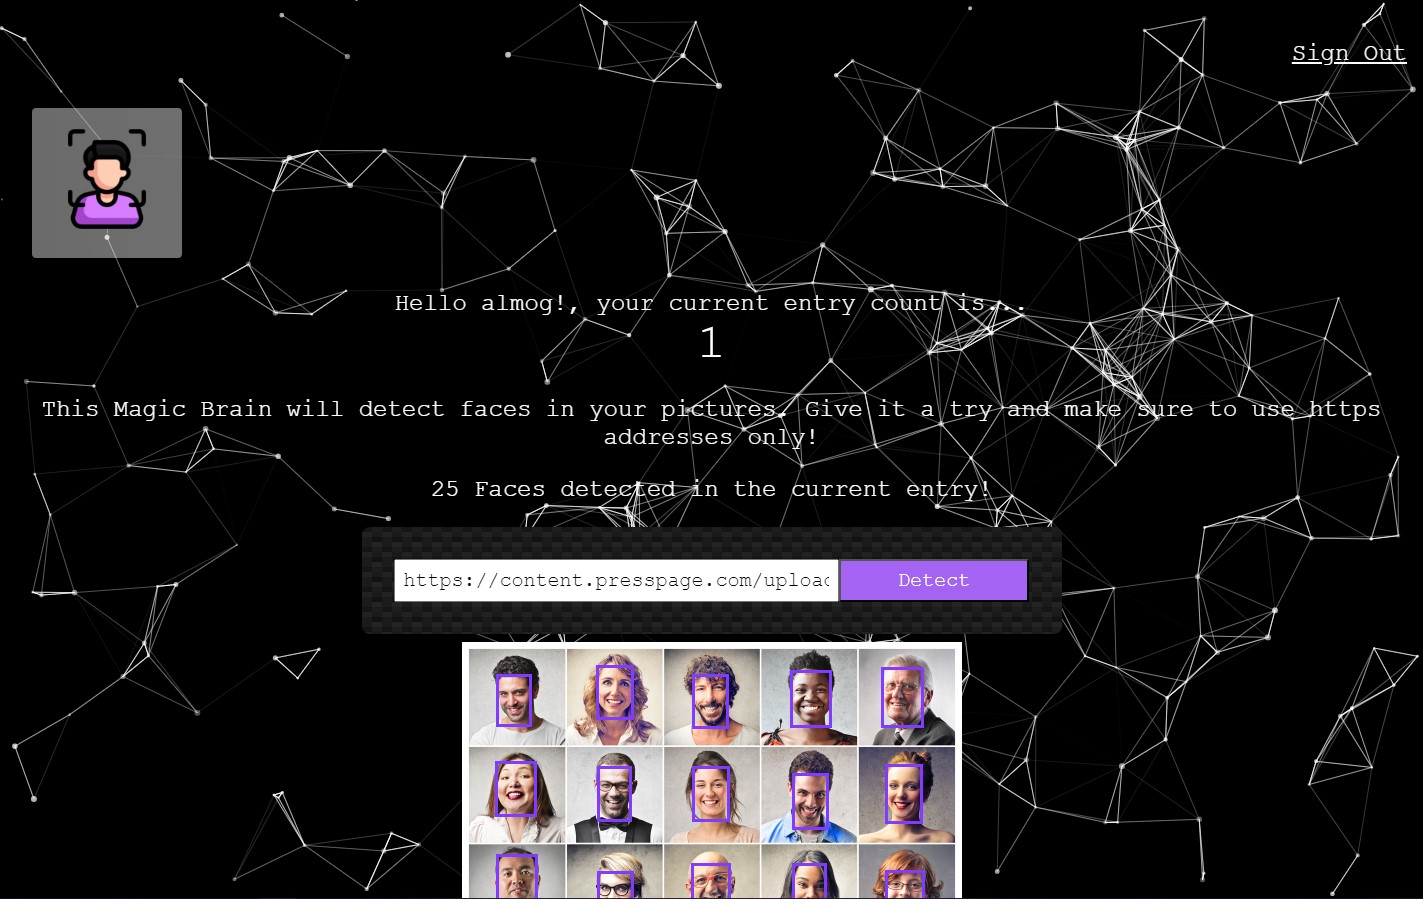 Sign Out
Hello almog!, your current entry count is...
1
This Magic Brain will detect faces in your pictures. Give it a try and make sure to use https
addresses only!
25 Faces detected in the current entry!
https://content.presspage.com/upload
Detect